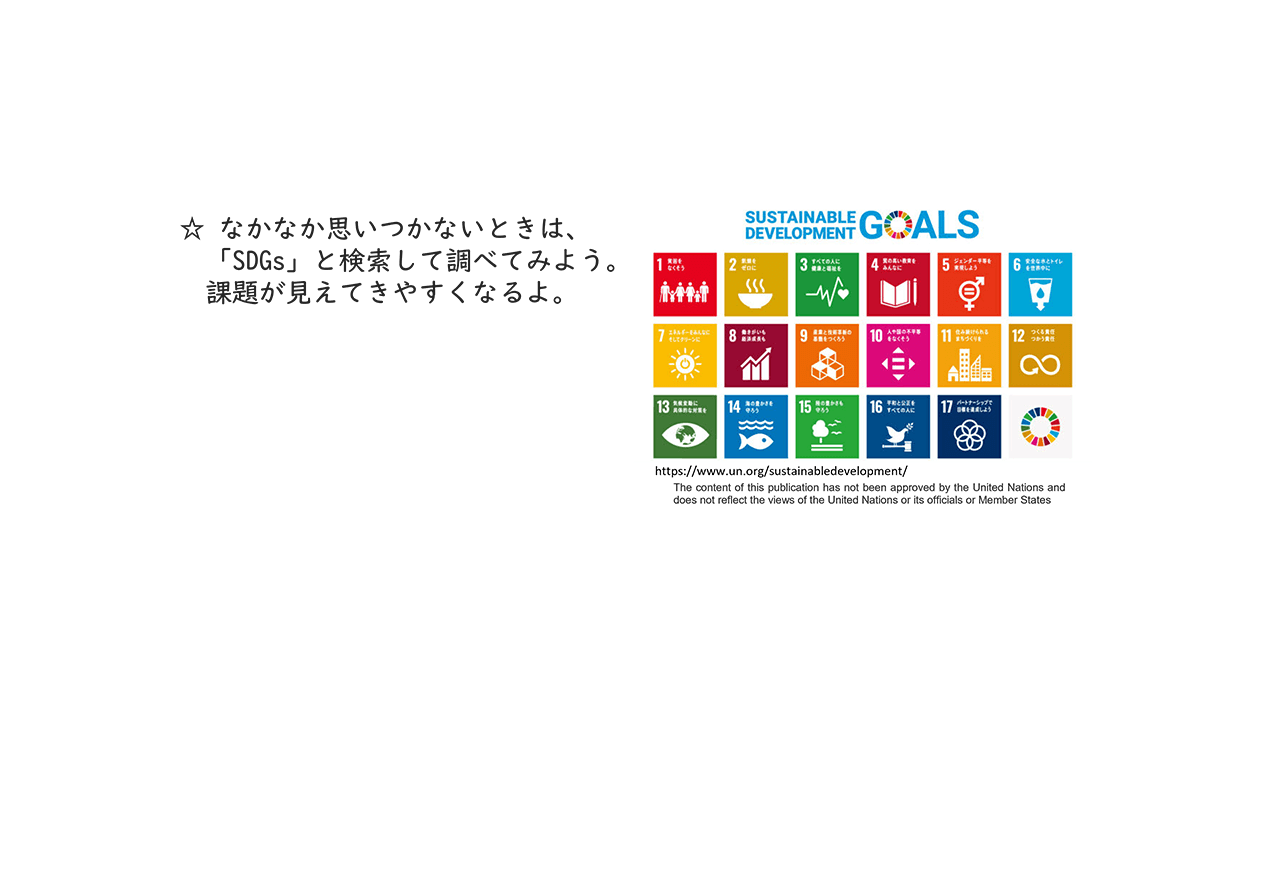 ☆ なかなか思いつかないときは、
「SDGs」と検索して調べてみよう。
課題が見えてきやすくなるよ。
SUSTAINABLE
DEVELOPMENT GOALS
1 貧困を
なくそう
2 飢餓を
ゼロに
3 すべての人に
健康と福祉を
4 質の高い教育を
みんなに
5 ジェンダー平等を
実現しよう
6 安全な水とトイレ
を世界中に
7 エネルギーをみんなに
そしてクリーンに
8 働きがいも
経済成長も
9 産業と技術革新の
基盤をつくろう
10 人や国の不平等
をなくそう
11 住み続けられる
まちづくりを
12 つくる責任
つかう責任
13 気候変動に
具体的な対策を
14 海の豊かさを
守ろう
15 陸の豊かさも
守ろう
16 平和と公正を
すべての人に
17 パートナーシップで
目標を達成しよう
https://www.un.org/sustainabledevelopment/
The content of this publication has not been approved by the United Nations and
does not reflect the views of the United Nations or its officials or Member States